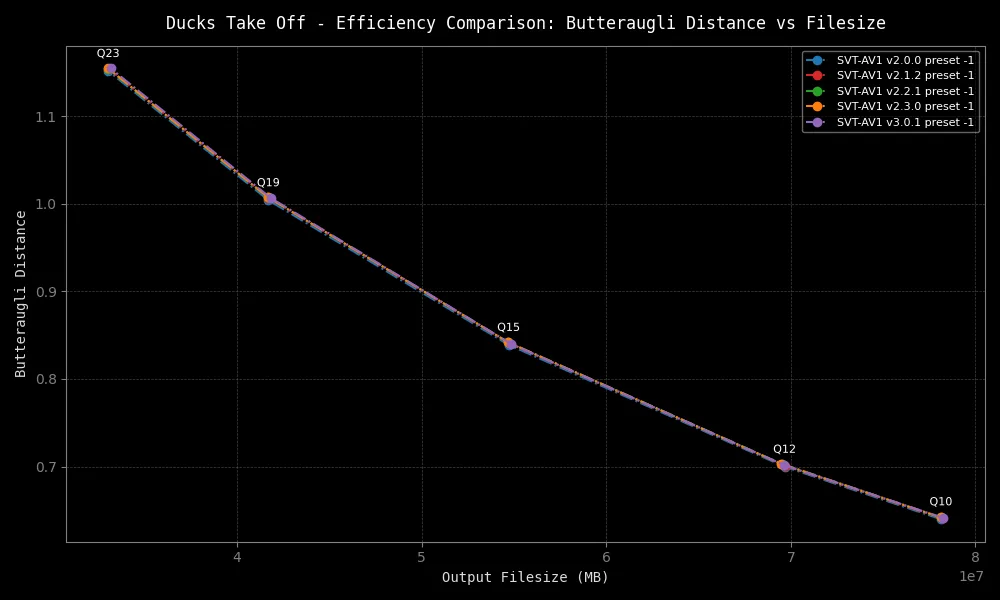 Ducks Take Off - Efficiency Comparison: Butteraugli Distance vs Filesize
Q23
SVT-AV1 v2.0.0 preset -1
SVT-AV1 v2.1.2 preset -1
SVT-AV1 v2.2.1 preset -1
SVT-AV1 v2.3.0 preset -1
SVT-AV1 v3.0.1 preset -1
1.1
Q19
1.0
Butteraugli Distance
0.9
Q15
0.8
Q12
0.7
Q10
4 5 6 7 8
1e7
Output Filesize (MB)